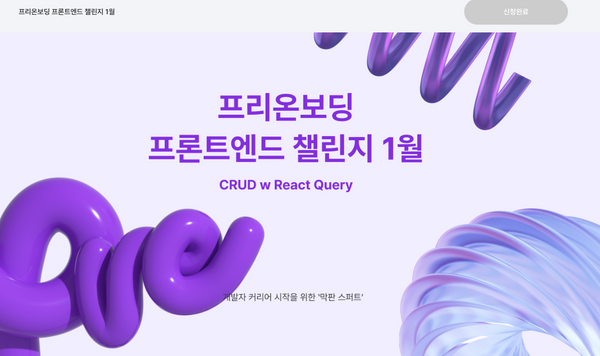 프리온보딩 프론트엔드 챌린지 1월
신청완료
프리온보딩
프론트엔드 챌린지 1월
CRUD w React Query
개발자 커리어 시작을 위한 '막판 스퍼트'